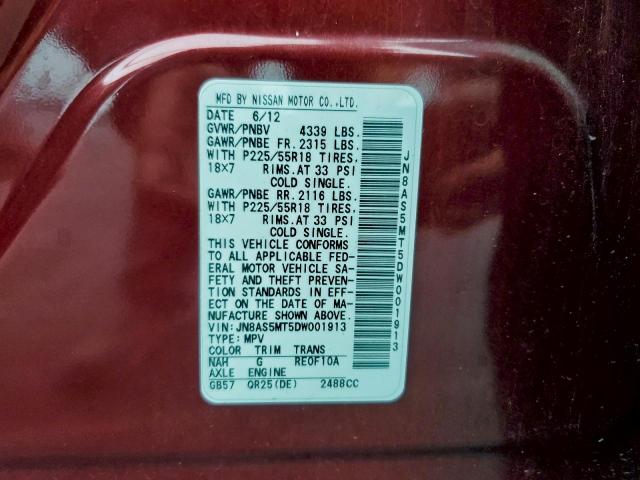 MFD BY NISSAN MOTOR CO.,LTD.
DATE 6/12
GVWR/PNBV 4339 LBS.
GAWR/PNBE FR. 2315 LBS.
WITH P225/55R18 TIRES,
18X7 RIMS.AT 33 PSI
COLD SINGLE.
GAWR/PNBE RR. 2116 LBS.
WITH P225/55R18 TIRES,
18X7 RIMS.AT 33 PSI
COLD SINGLE.
THIS VEHICLE CONFORMS
TO ALL APPLICABLE FED-
ERAL MOTOR VEHICLE SA-
FETY AND THEFT PREVEN-
TION STANDARDS IN EFF-
ECT ON THE DATE OF MA-
NUFACTURE SHOWN ABOVE.
VIN: JN8AS5MT5DW001913
TYPE: MPV
COLOR TRIM TRANS
NAH G RE0F10A
AXLE ENGINE
GB57 QR25(DE) 2488CC
JN8AS5MT5DW001913